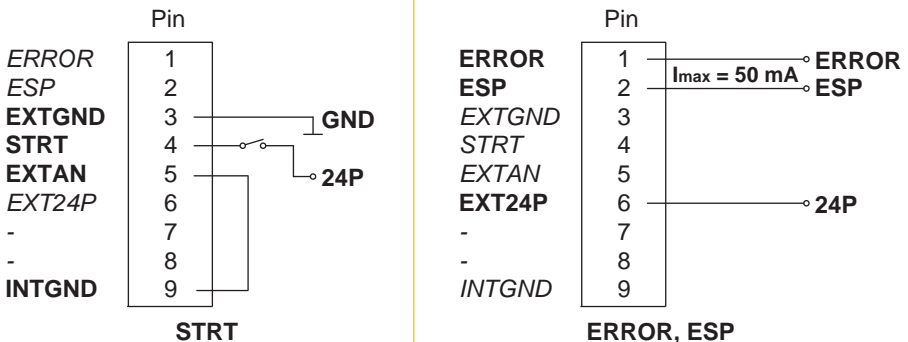 Pin
ERROR 1
ESP 2
EXTGND 3 GND
STRT 4
EXTAN 5 24P
EXT24P 6
- 7
- 8
INTGND 9
STRT
Pin
ERROR 1 ERROR
Imax = 50 mA
ESP 2 ESP
EXTGND 3
STRT 4
EXTAN 5
EXT24P 6 24P
- 7
- 8
INTGND 9
ERROR, ESP